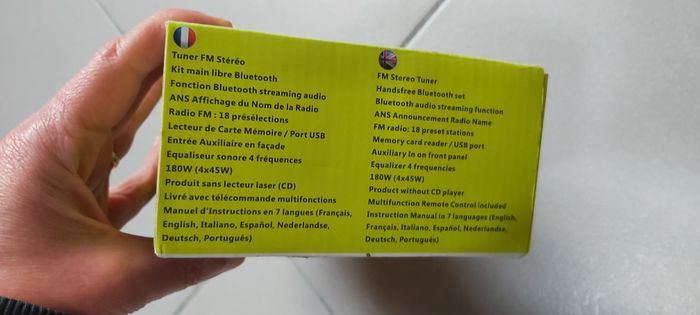 Tuner FM Stéréo
Kit main libre Bluetooth
Fonction Bluetooth streaming audio
ANS Affichage du Nom de la Radio
Radio FM : 18 présélections
Lecteur de Carte Mémoire / Port USB
Entrée Auxiliaire en façade
Equaliseur sonore 4 fréquences
180W (4x45W)
Produit sans lecteur laser (CD)
Livré avec télécommande multifonctions
Manuel d'Instructions en 7 langues (Français,
English, Italiano, Español, Nederlandse,
Deutsch, Portugués)
FM Stereo Tuner
Handsfree Bluetooth set
Bluetooth audio streaming function
ANS Announcement Radio Name
FM radio: 18 preset stations
Memory card reader / USB port
Auxiliary In on front panel
Equalizer 4 frequencies
180W (4x45W)
Product without CD player
Multifunction Remote Control included
Instruction Manual in 7 languages (English,
Français, Italiano, Español, Nederlandse,
Deutsch, Portugués)